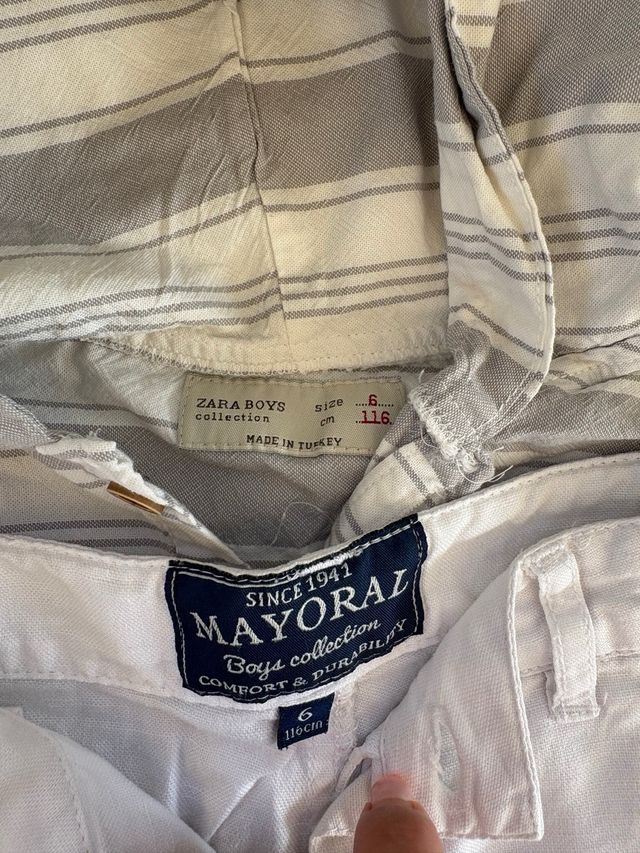 ZARA BOYS size 6
collection cm 116
MADE IN TURKEY
SINCE 1941
MAYORAL
Boys collection
COMFORT & DURABILITY
6
116cm